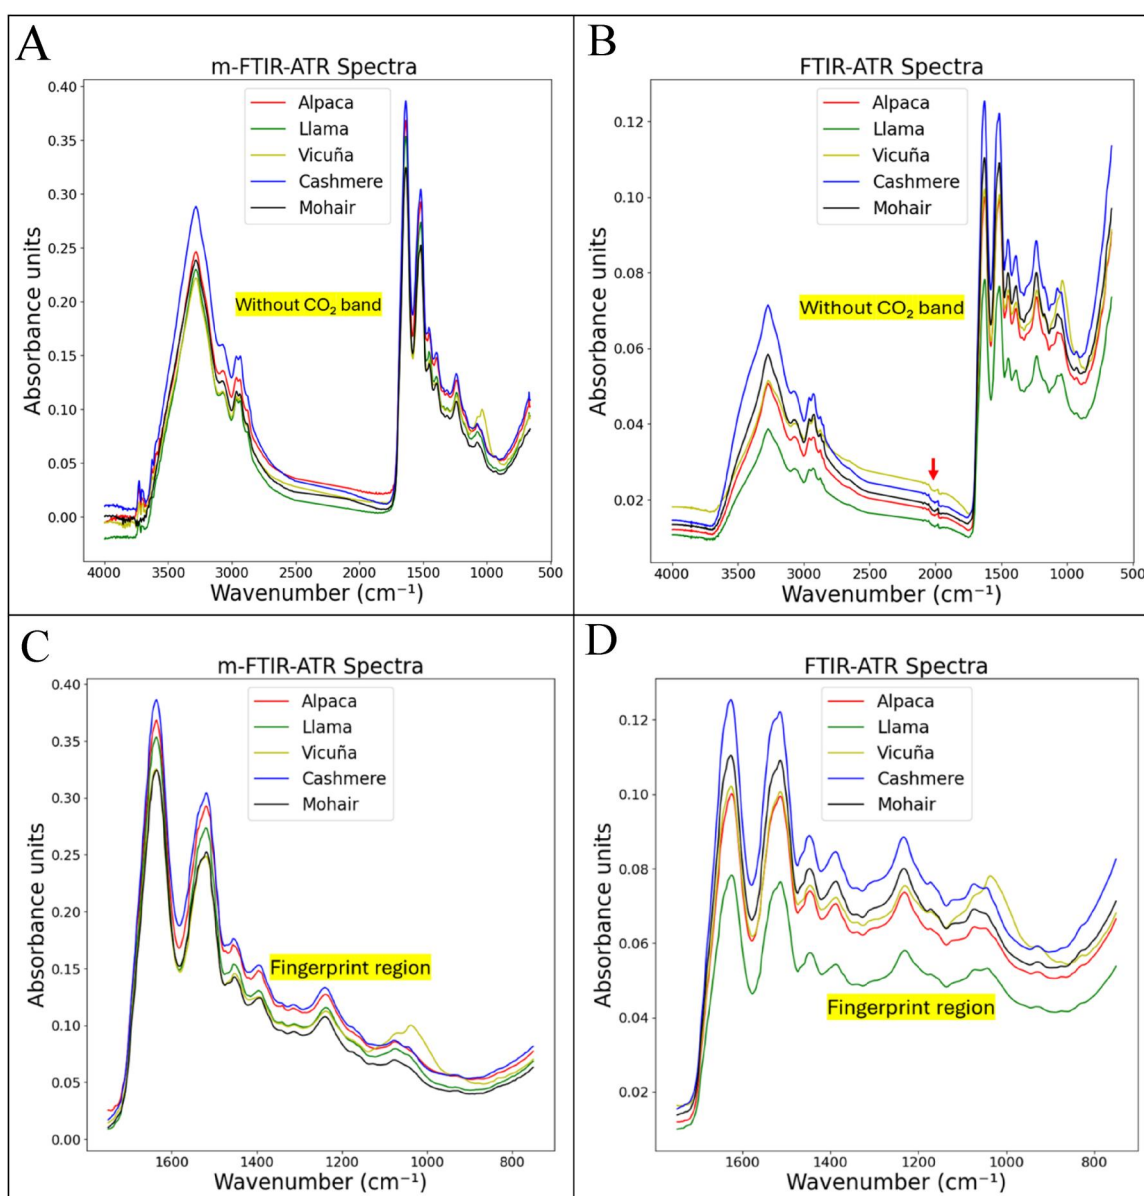 A
m-FTIR-ATR Spectra
Absorbance units
0.40
0.35
0.30
0.25
0.20
0.15
0.10
0.05
0.00
Alpaca
Llama
Vicuña
Cashmere
Mohair
Without CO₂ band
4000 3500 3000 2500 2000 1500 1000 500
Wavenumber (cm⁻¹)
B
FTIR-ATR Spectra
Absorbance units
0.12
0.10
0.08
0.06
0.04
0.02
Alpaca
Llama
Vicuña
Cashmere
Mohair
Without CO₂ band
4000 3500 3000 2500 2000 1500 1000 500
Wavenumber (cm⁻¹)
C
m-FTIR-ATR Spectra
Absorbance units
0.40
0.35
0.30
0.25
0.20
0.15
0.10
0.05
0.00
Alpaca
Llama
Vicuña
Cashmere
Mohair
Fingerprint region
1600 1400 1200 1000 800
Wavenumber (cm⁻¹)
D
FTIR-ATR Spectra
Absorbance units
0.12
0.10
0.08
0.06
0.04
0.02
Alpaca
Llama
Vicuña
Cashmere
Mohair
Fingerprint region
1600 1400 1200 1000 800
Wavenumber (cm⁻¹)